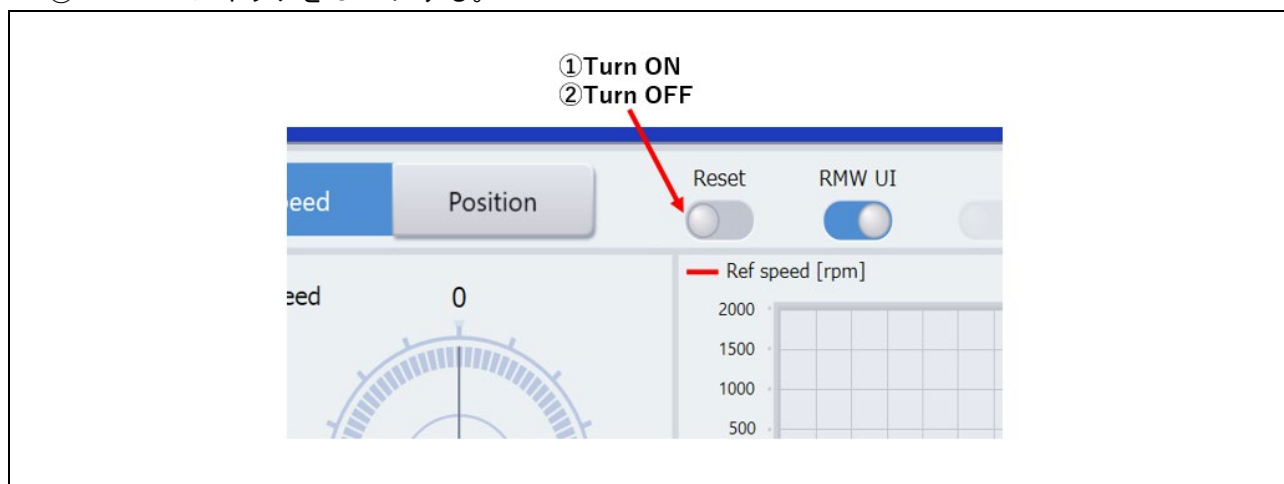 ①Turn ON
②Turn OFF
eed
Position
Reset
RMW UI
eed
0
Ref speed [rpm]
2000
1500
1000
500